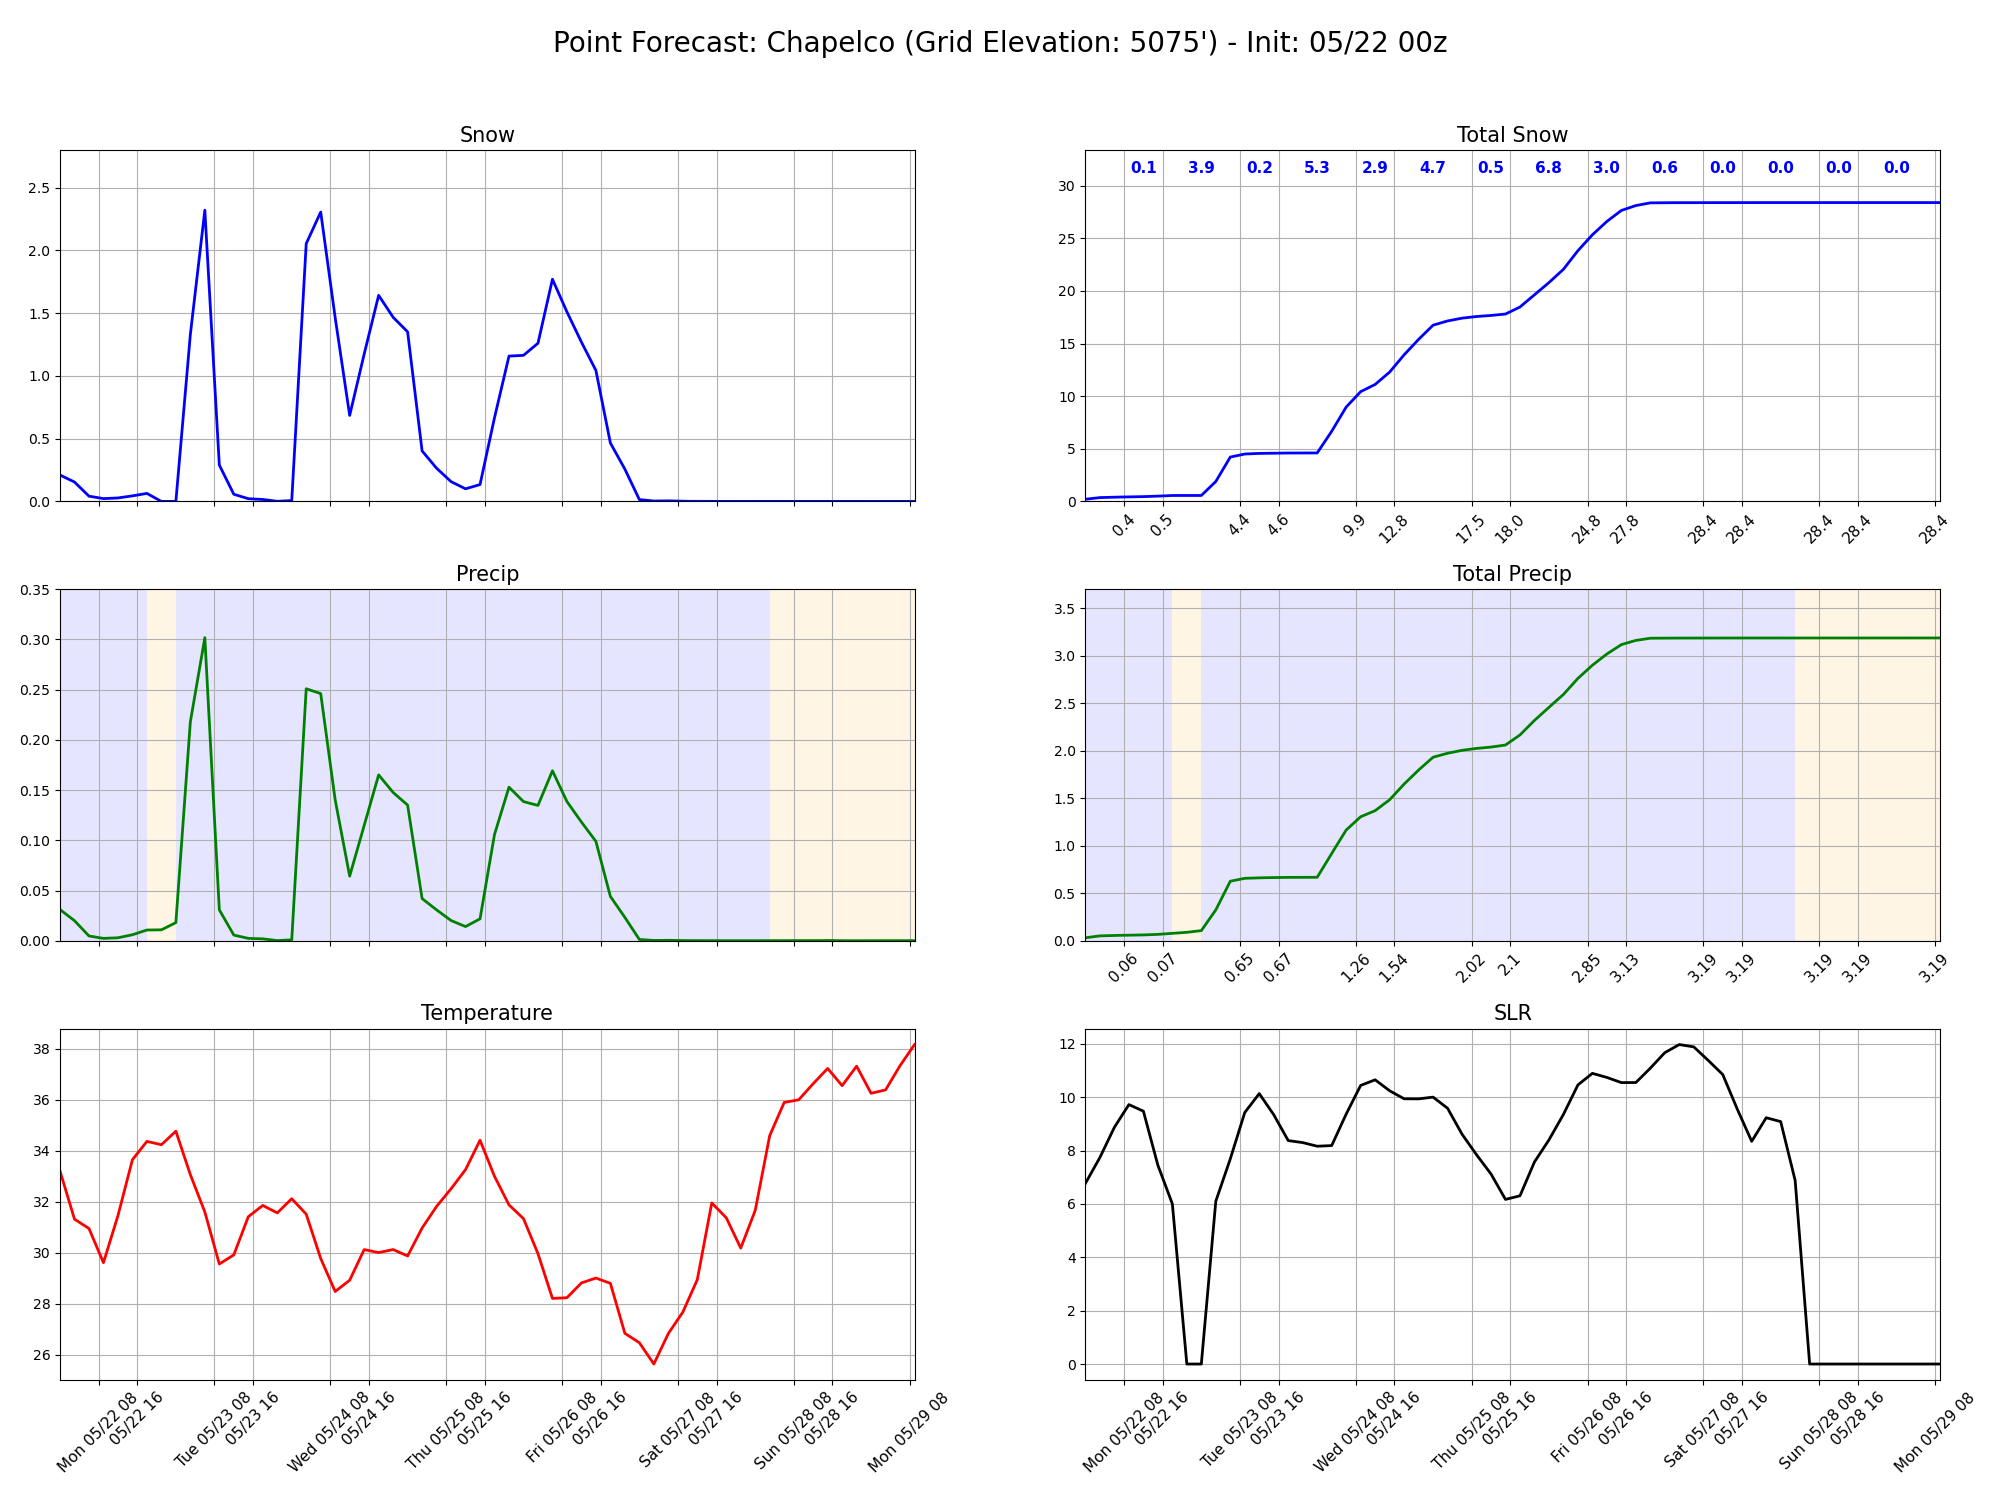 Point Forecast: Chapelco (Grid Elevation: 5075') - Init: 05/22 00z
Snow
2.5
2.0
1.5
1.0
0.5
0.0
Total Snow
0.1 3.9 0.2 5.3 2.9 4.7 0.5 6.8 3.0 0.6 0.0 0.0 0.0 0.0
30
25
20
15
10
5
0
0.4 0.5 4.4 4.6 9.9 12.8 17.5 18.0 24.8 27.8 28.4 28.4 28.4 28.4 28.4
Precip
0.35
0.30
0.25
0.20
0.15
0.10
0.05
0.00
Total Precip
3.5
3.0
2.5
2.0
1.5
1.0
0.5
0.0
0.06 0.07 0.65 0.67 1.26 1.54 2.02 2.1 2.85 3.13 3.19 3.19 3.19 3.19 3.19
Temperature
38
36
34
32
30
28
26
Mon 05/22 08
05/22 16
Tue 05/23 08
05/23 16
Wed 05/24 08
05/24 16
Thu 05/25 08
05/25 16
Fri 05/26 08
05/26 16
Sat 05/27 08
05/27 16
Sun 05/28 08
05/28 16
Mon 05/29 08
SLR
12
10
8
6
4
2
0
Mon 05/22 08
05/22 16
Tue 05/23 08
05/23 16
Wed 05/24 08
05/24 16
Thu 05/25 08
05/25 16
Fri 05/26 08
05/26 16
Sat 05/27 08
05/27 16
Sun 05/28 08
05/28 16
Mon 05/29 08